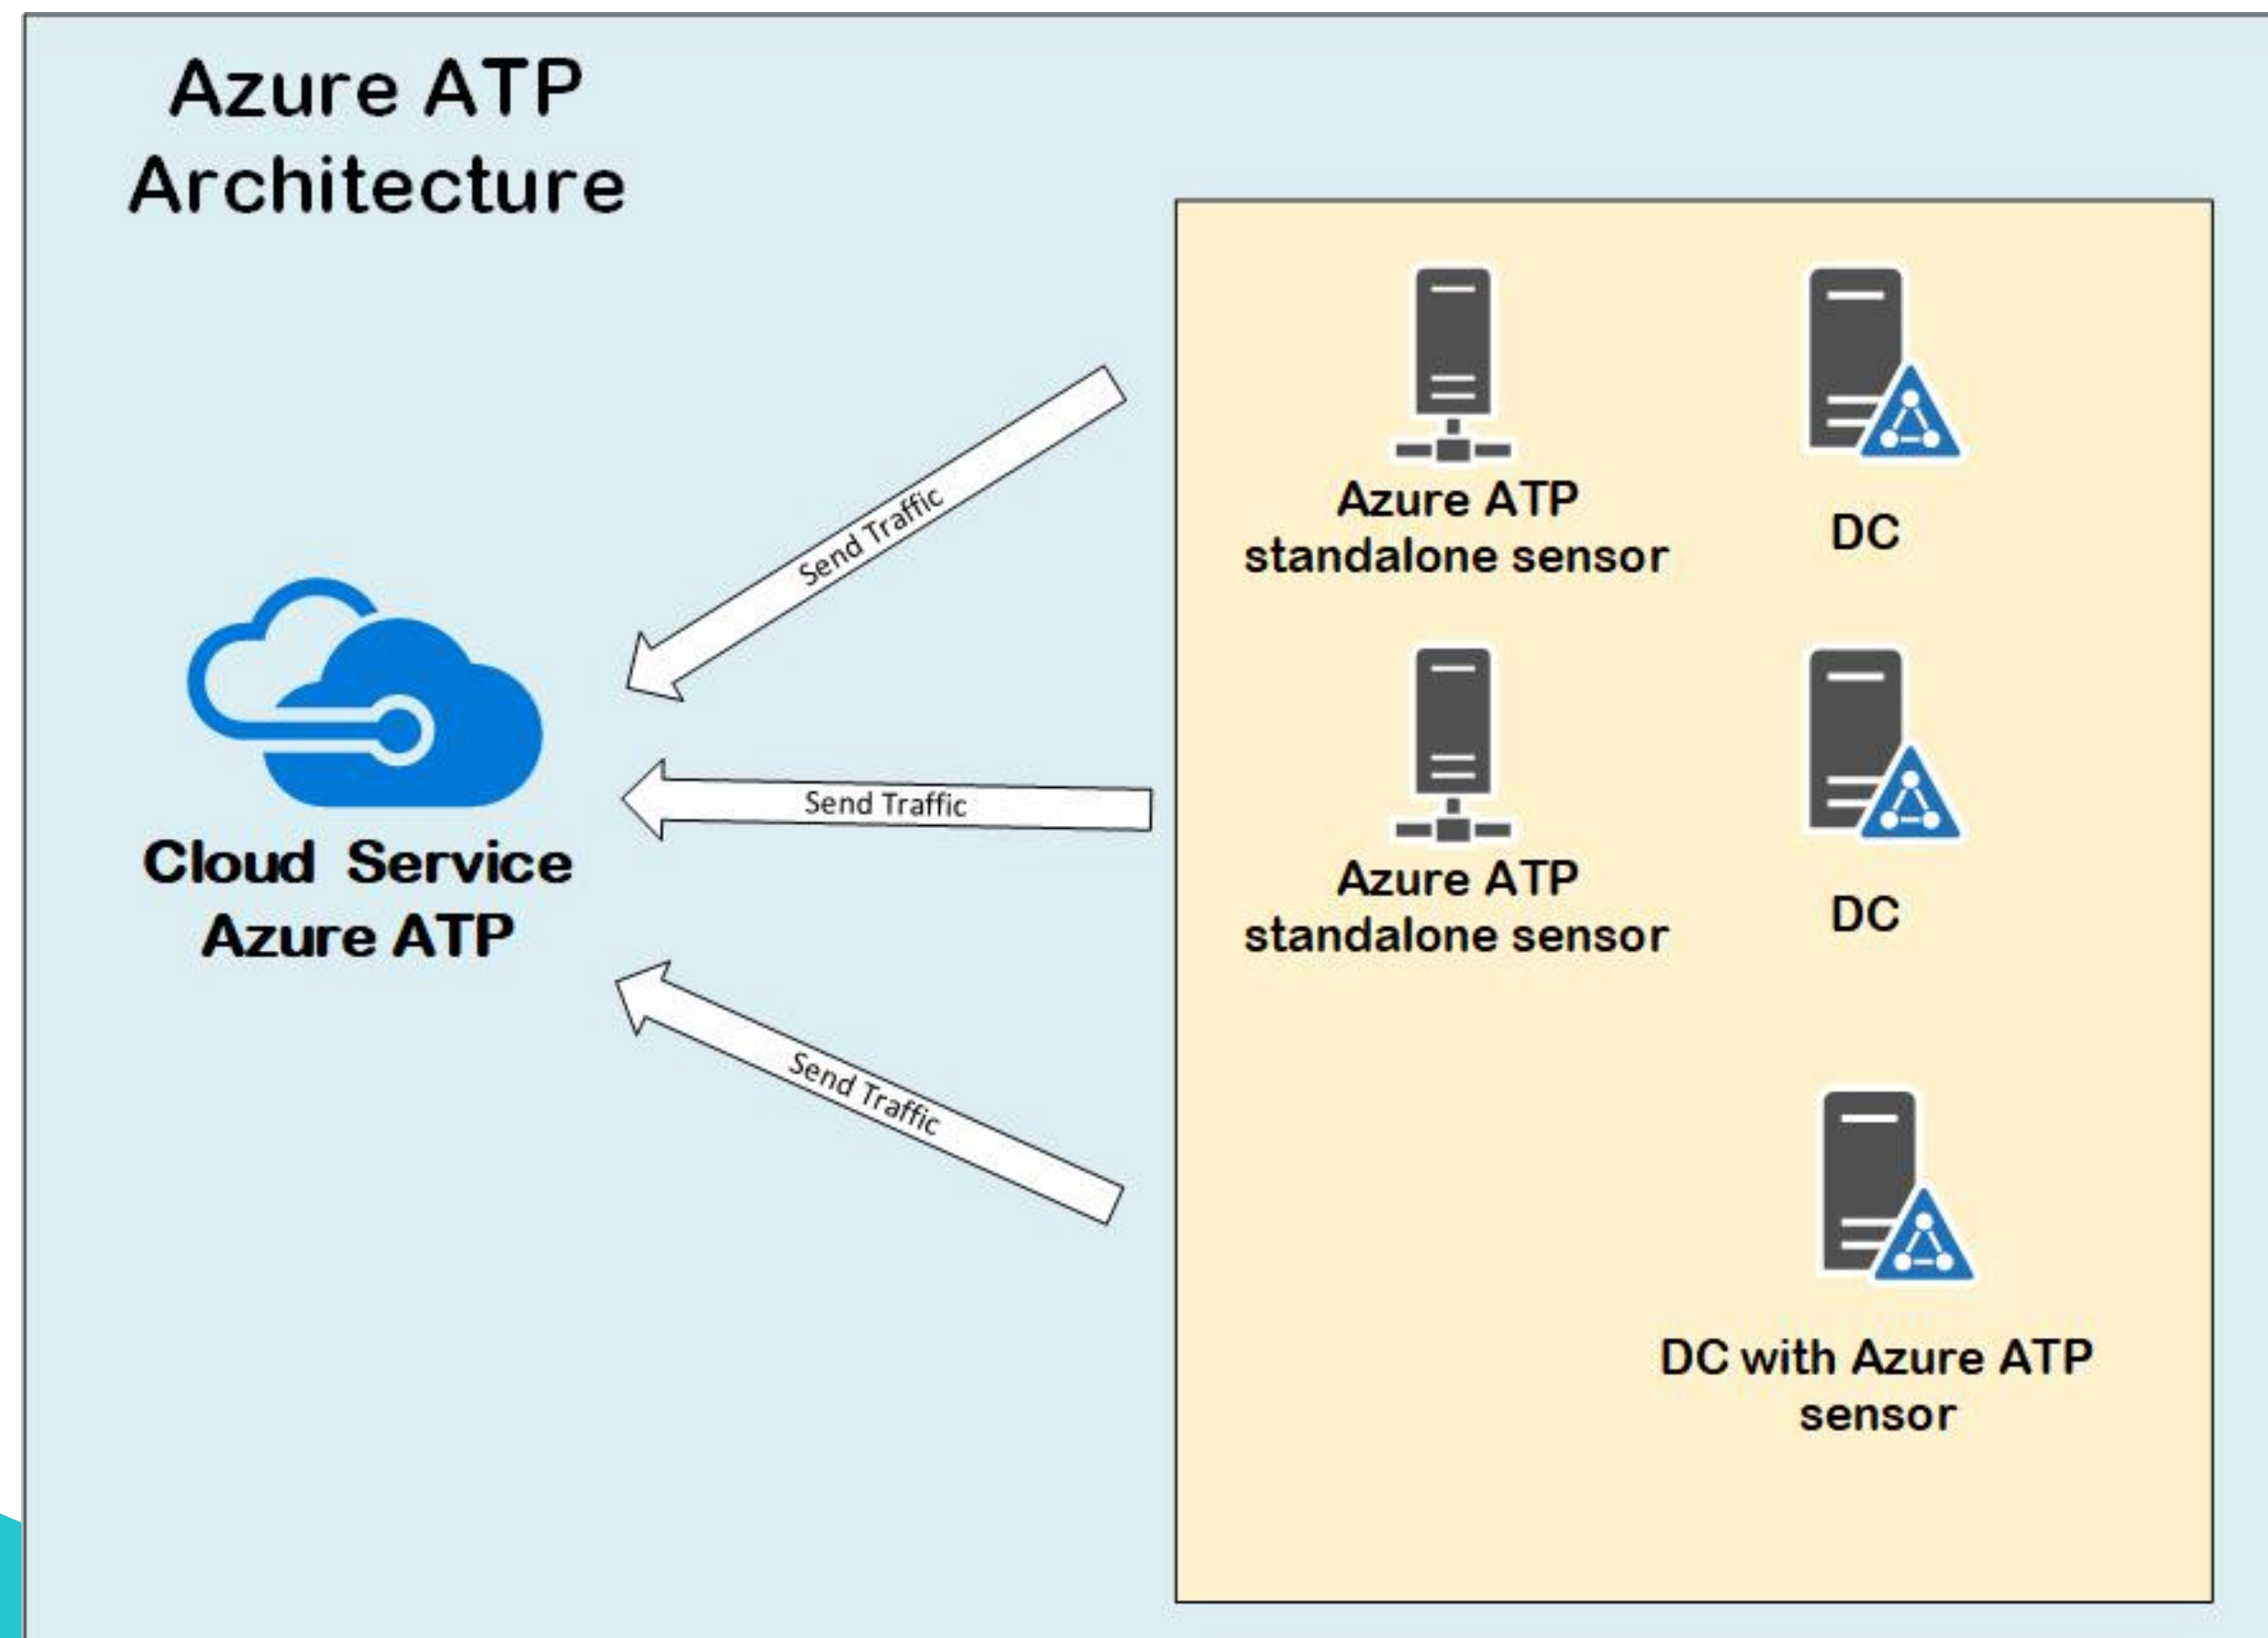 Azure ATP
Architecture
Send Traffic
Azure ATP
standalone sensor
DC
Cloud Service
Azure ATP
Send Traffic
Azure ATP
standalone sensor
DC
Send Traffic
DC with Azure ATP
sensor